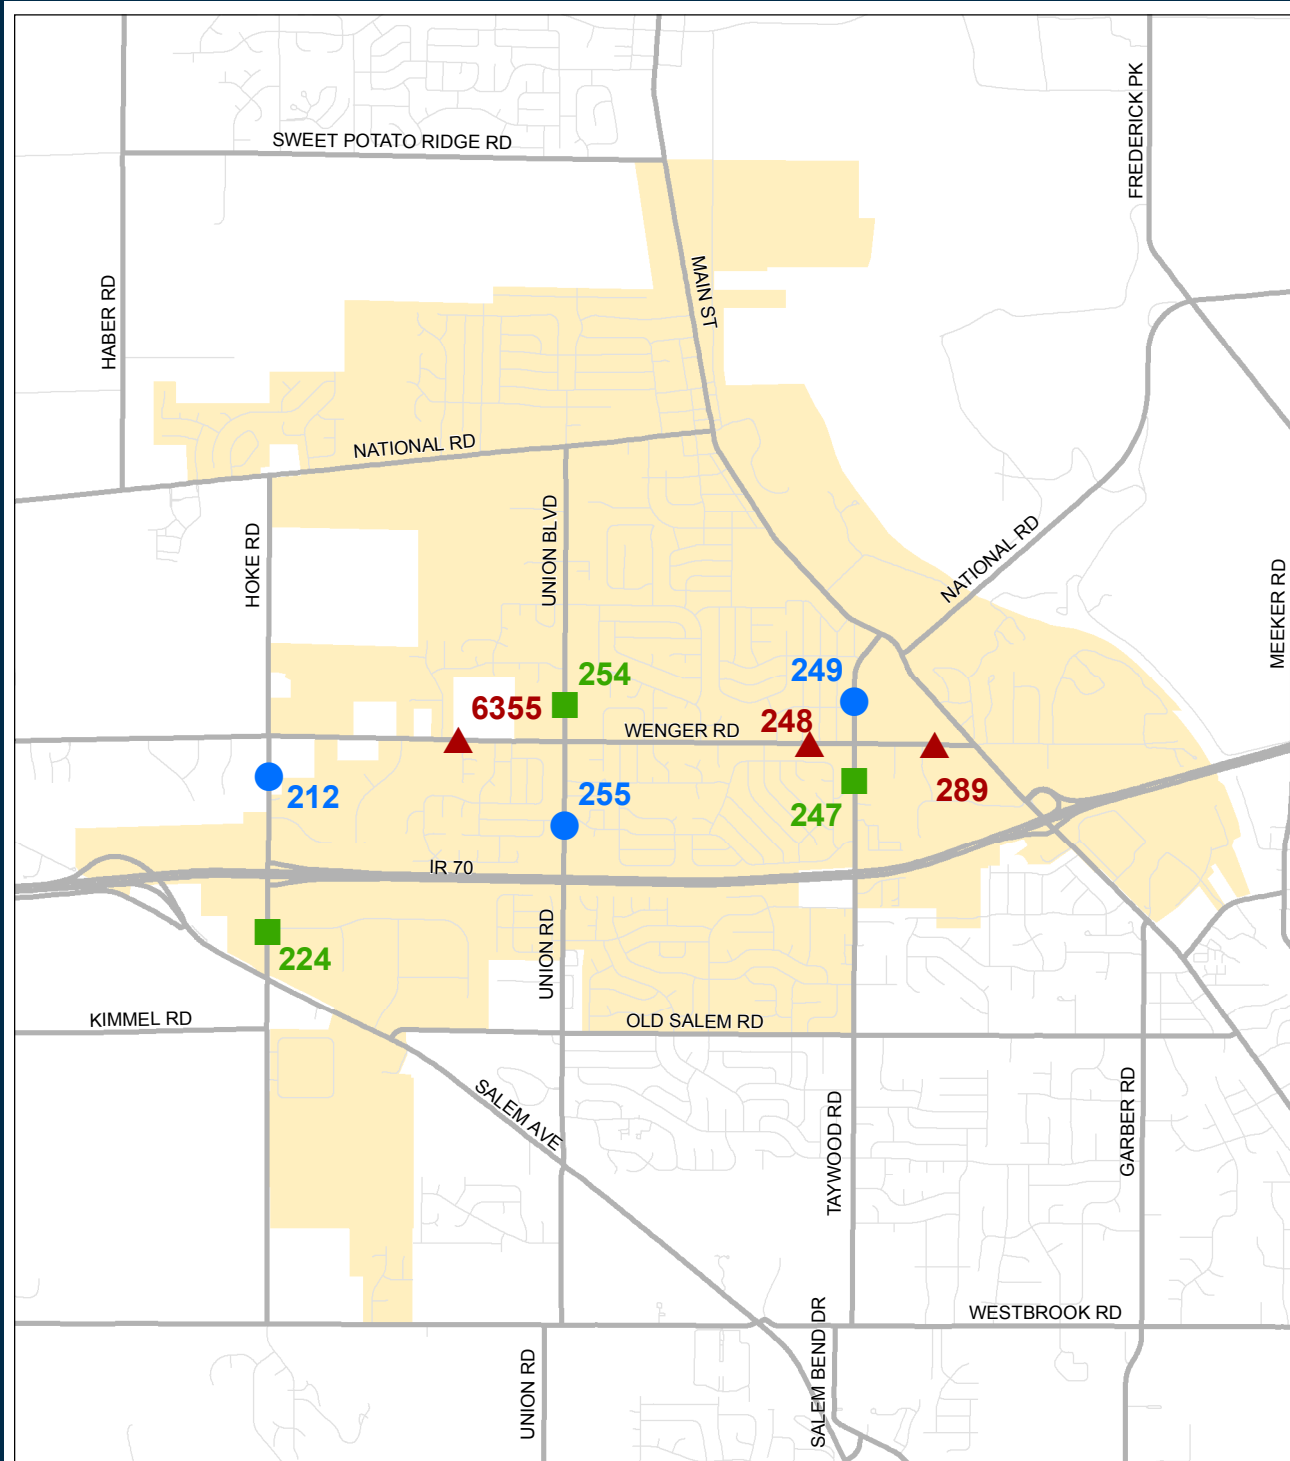 FREDERICK PK
SWEET POTATO RIDGE RD
MAIN ST
HABER RD
NATIONAL RD
UNION BLVD
HOKE RD
NATIONAL RD
MEEKER RD
254
249
6355
248
WENGER RD
289
212
255
247
IR 70
224
UNION RD
KIMMEL RD
OLD SALEM RD
SALEM AVE
TAYWOOD RD
GARBER RD
WESTBROOK RD
SALEM BEND DR
UNION RD